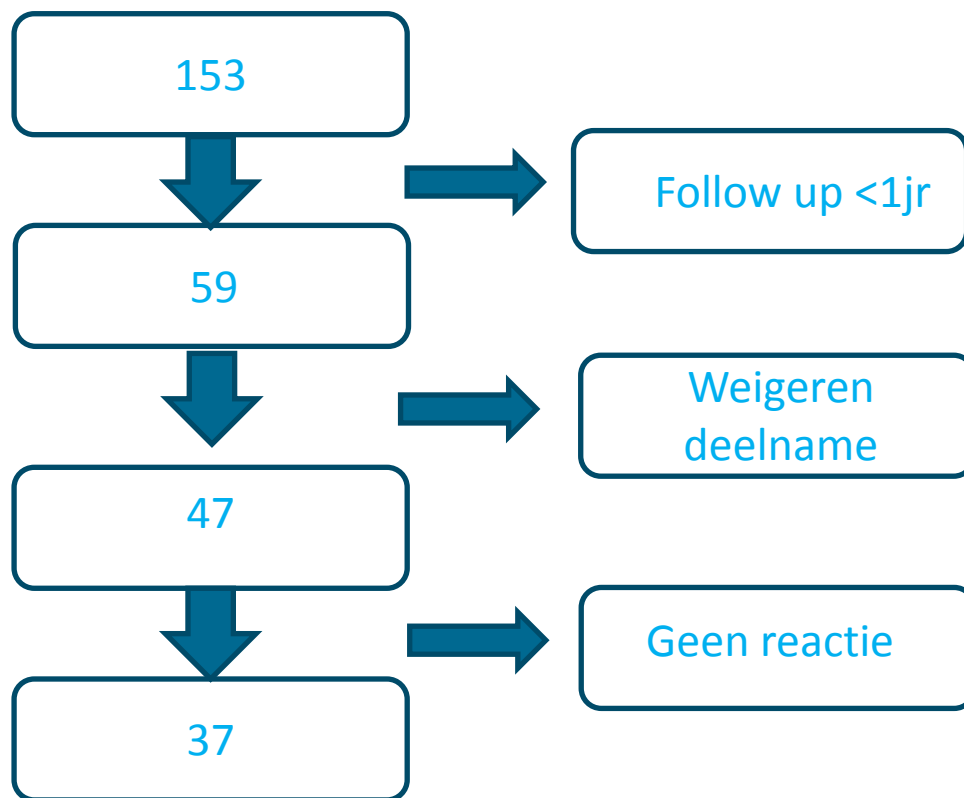 153
Follow up <1jr
59
Weigeren
deelname
47
Geen reactie
37